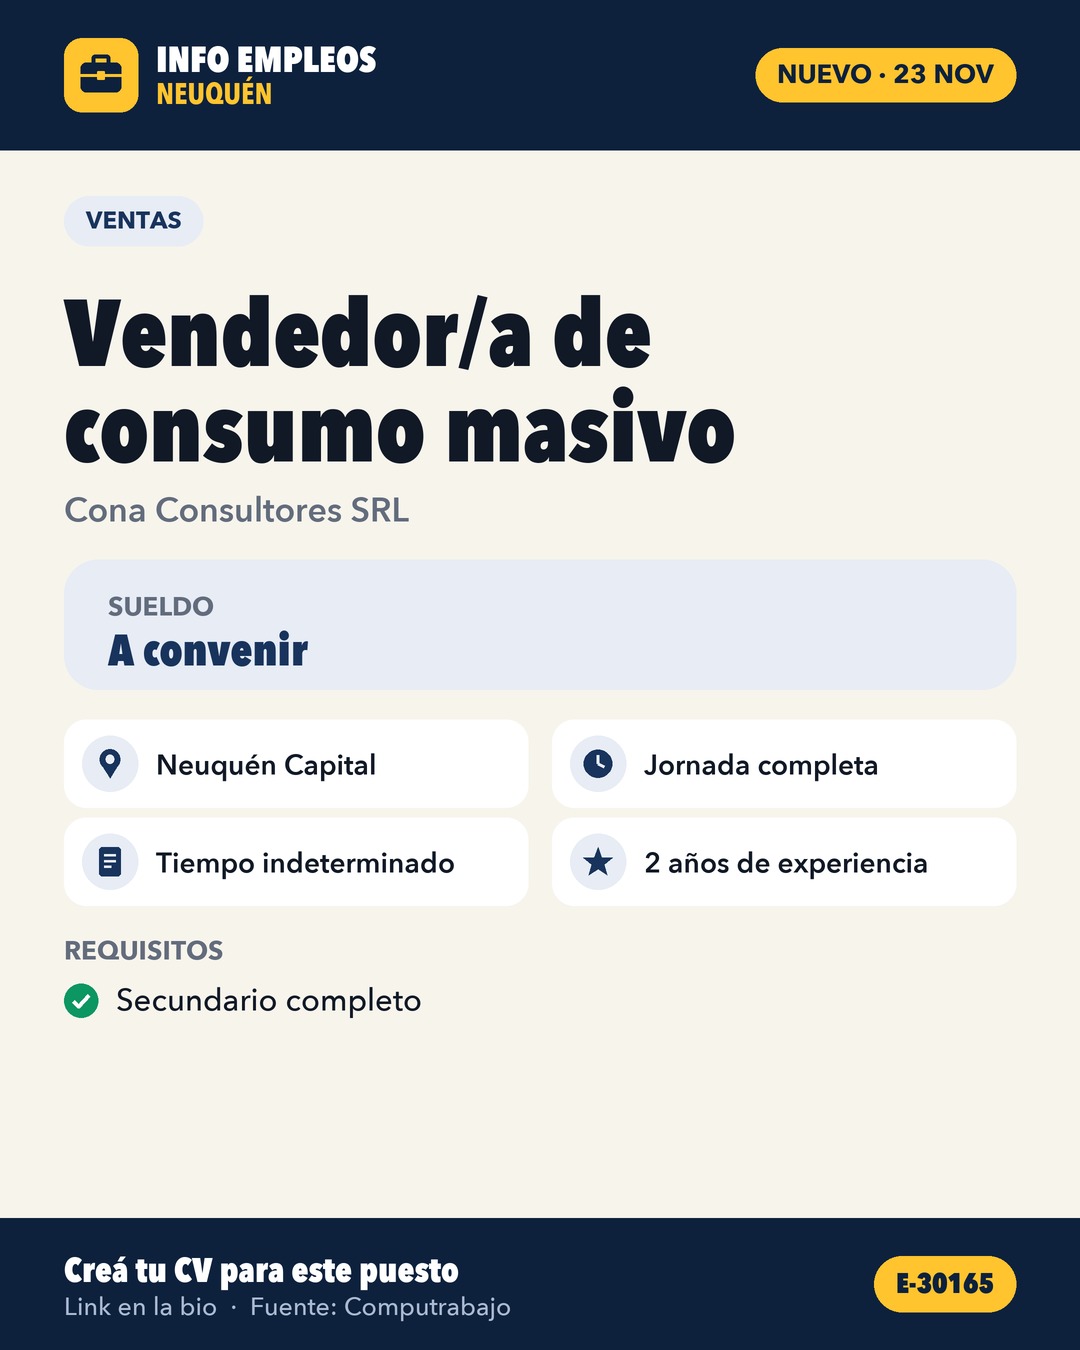 INFO EMPLEOS
NEUQUÉN
NUEVO · 23 NOV
VENTAS
Vendedor/a de
consumo masivo
Cona Consultores SRL
SUELDO
A convenir
Neuquén Capital
Jornada completa
Tiempo indeterminado
2 años de experiencia
REQUISITOS
Secundario completo
Creá tu CV para este puesto
Link en la bio · Fuente: Computrabajo
E-30165